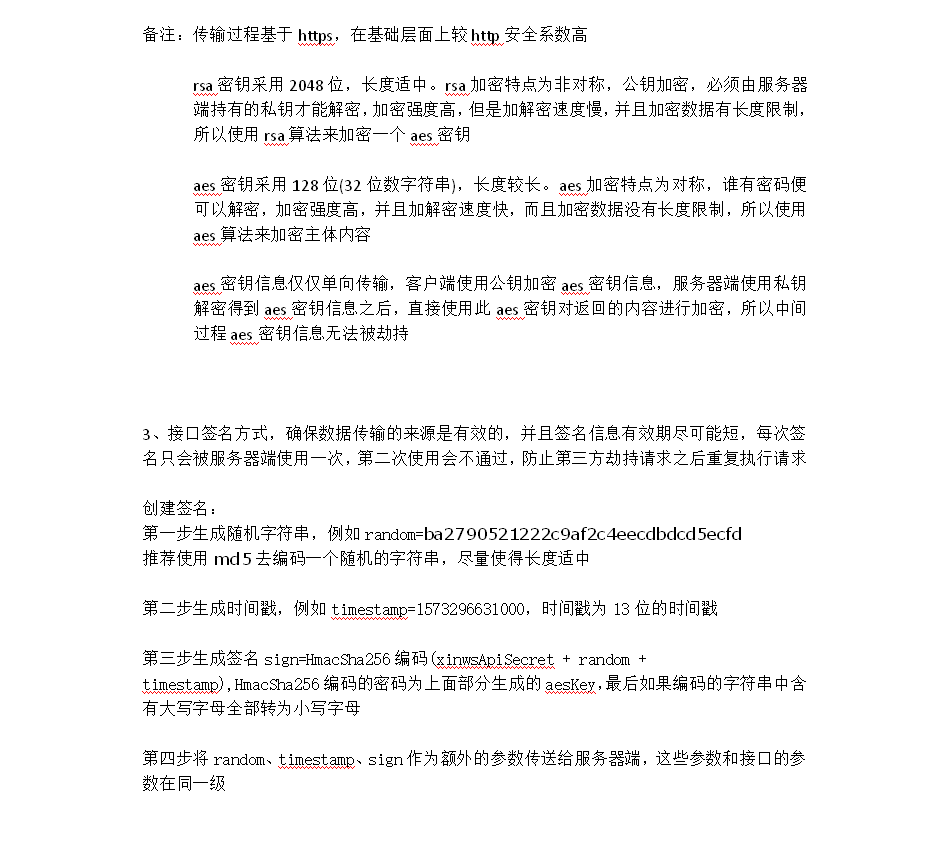 备注：传输过程基于 https，在基础层面上较 http 安全系数高
rsa 密钥采用 2048 位，长度适中。rsa 加密特点为非对称，公钥加密，必须由服务器
端持有的私钥才能解密，加密强度高，但是加解密速度慢，并且加密数据有长度限制，
所以使用 rsa 算法来加密一个 aes 密钥
aes 密钥采用 128 位(32 位数字符串)，长度较长。aes 加密特点为对称，谁有密码便
可以解密，加密强度高，并且加解密速度快，而且加密数据没有长度限制，所以使用
aes 算法来加密主体内容
aes 密钥信息仅仅单向传输，客户端使用公钥加密 aes 密钥信息，服务器端使用私钥
解密得到 aes 密钥信息之后，直接使用此 aes 密钥对返回的内容进行加密，所以中间
过程 aes 密钥信息无法被劫持
3、接口签名方式，确保数据传输的来源是有效的，并且签名信息有效期尽可能短，每次签
名只会被服务器端使用一次，第二次使用会不通过，防止第三方劫持请求之后重复执行请求
创建签名：
第一步生成随机字符串，例如 random=ba2790521222c9af2c4eecdbdcd5ecfd
推荐使用 md5 去编码一个随机的字符串，尽量使得长度适中
第二步生成时间戳，例如 timestamp=1573296631000，时间戳为 13 位的时间戳
第三步生成签名 sign=HmacSha256 编码(xinwsApiSecret + random +
timestamp),HmacSha256 编码的密码为上面部分生成的 aesKey,最后如果编码的字符串中含
有大写字母全部转为小写字母
第四步将 random、timestamp、sign 作为额外的参数传送给服务器端，这些参数和接口的参
数在同一级